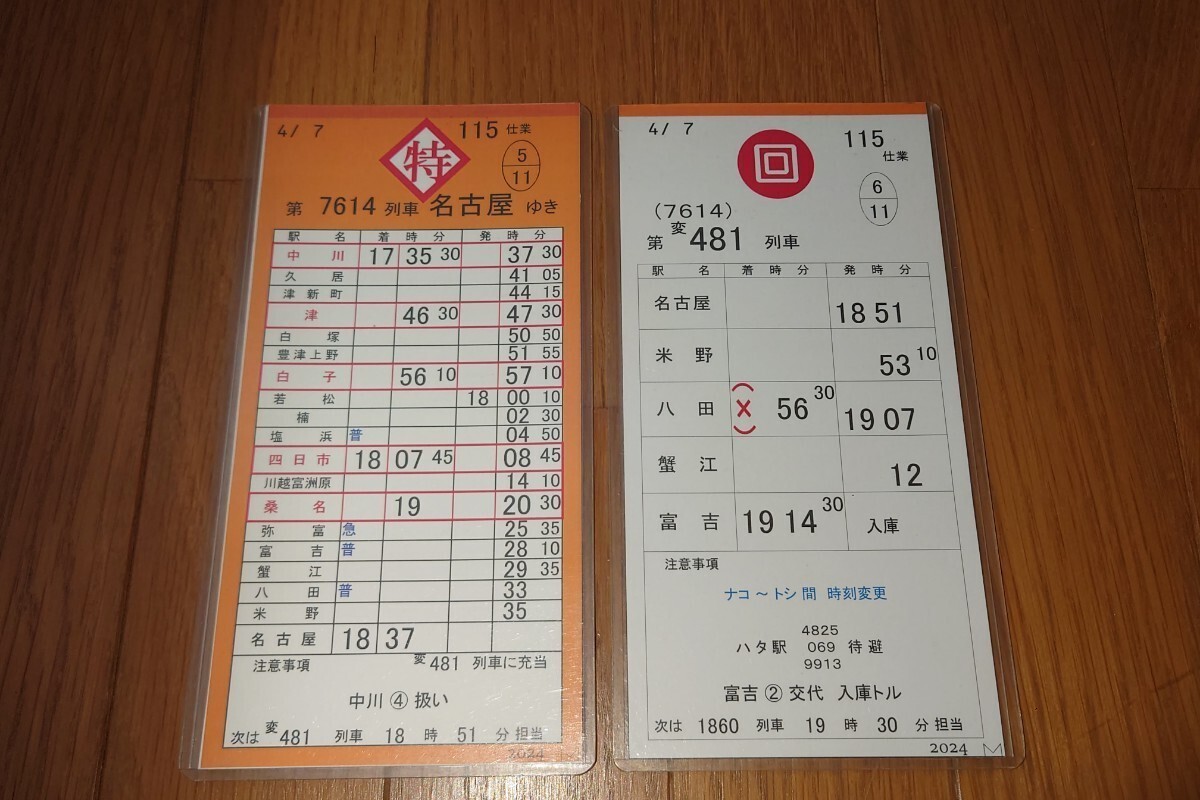 4/ 7
特
115 仕業
5
11
第 7614 列車 名古屋 ゆき
駅 名 着 時 分 発 時 分
中 川 17 35 30 37 30
久 居 41 05
津 新 町 44 15
津 46 30 47 30
白 塚 50 50
豊津上野 51 55
白 子 56 10 57 10
若 松 18 00 10
楠 02 30
塩 浜 普 04 50
四日市 18 07 45 08 45
川越富洲原 14 10
桑 名 19 20 30
弥 富 急 25 35
富 吉 普 28 10
蟹 江 29 35
八 田 普 33
米 野 35
名古屋 18 37
注意事項 変481 列車に充当
中川 ④ 扱い
次は 変481 列車 18 時 51 分担当
2024
4/ 7
回
115 仕業
6
11
(7614)
第 変481 列車
駅 名 着 時 分 発 時 分
名古屋 18 51
米 野 53 10
八 田 (×) 56 30 19 07
蟹 江 12
富 吉 19 14 30 入庫
注意事項
ナコ～トシ間 時刻変更
4825
ハタ駅 069 待避
9913
富吉 ② 交代 入庫トル
次は 1860 列車 19 時 30 分担当
2024 M